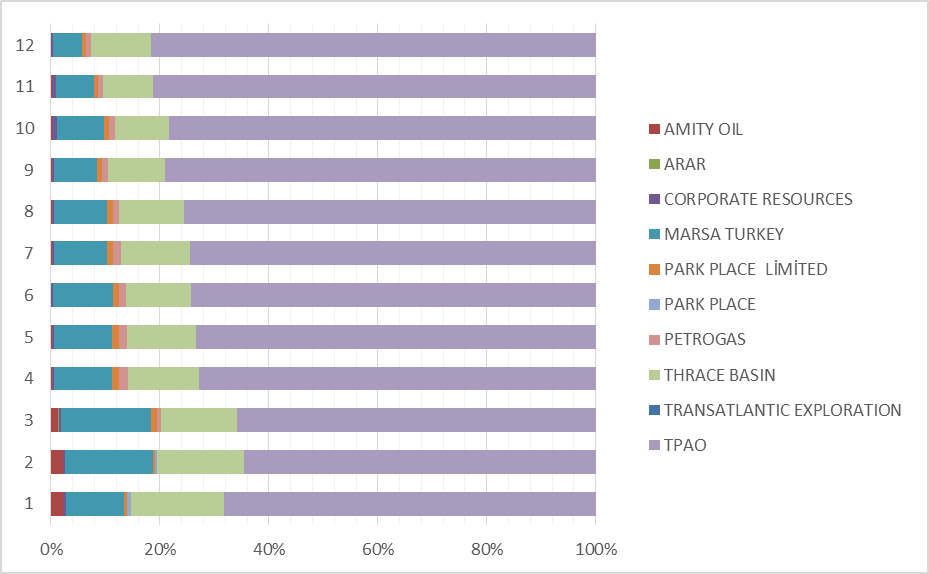 12
11
10
9
8
7
6
5
4
3
2
1
0% 20% 40% 60% 80% 100%
AMITY OIL
ARAR
CORPORATE RESOURCES
MARSA TURKEY
PARK PLACE  LİMİTED
PARK PLACE
PETROGAS
THRACE BASIN
TRANSATLANTIC EXPLORATION
TPAO